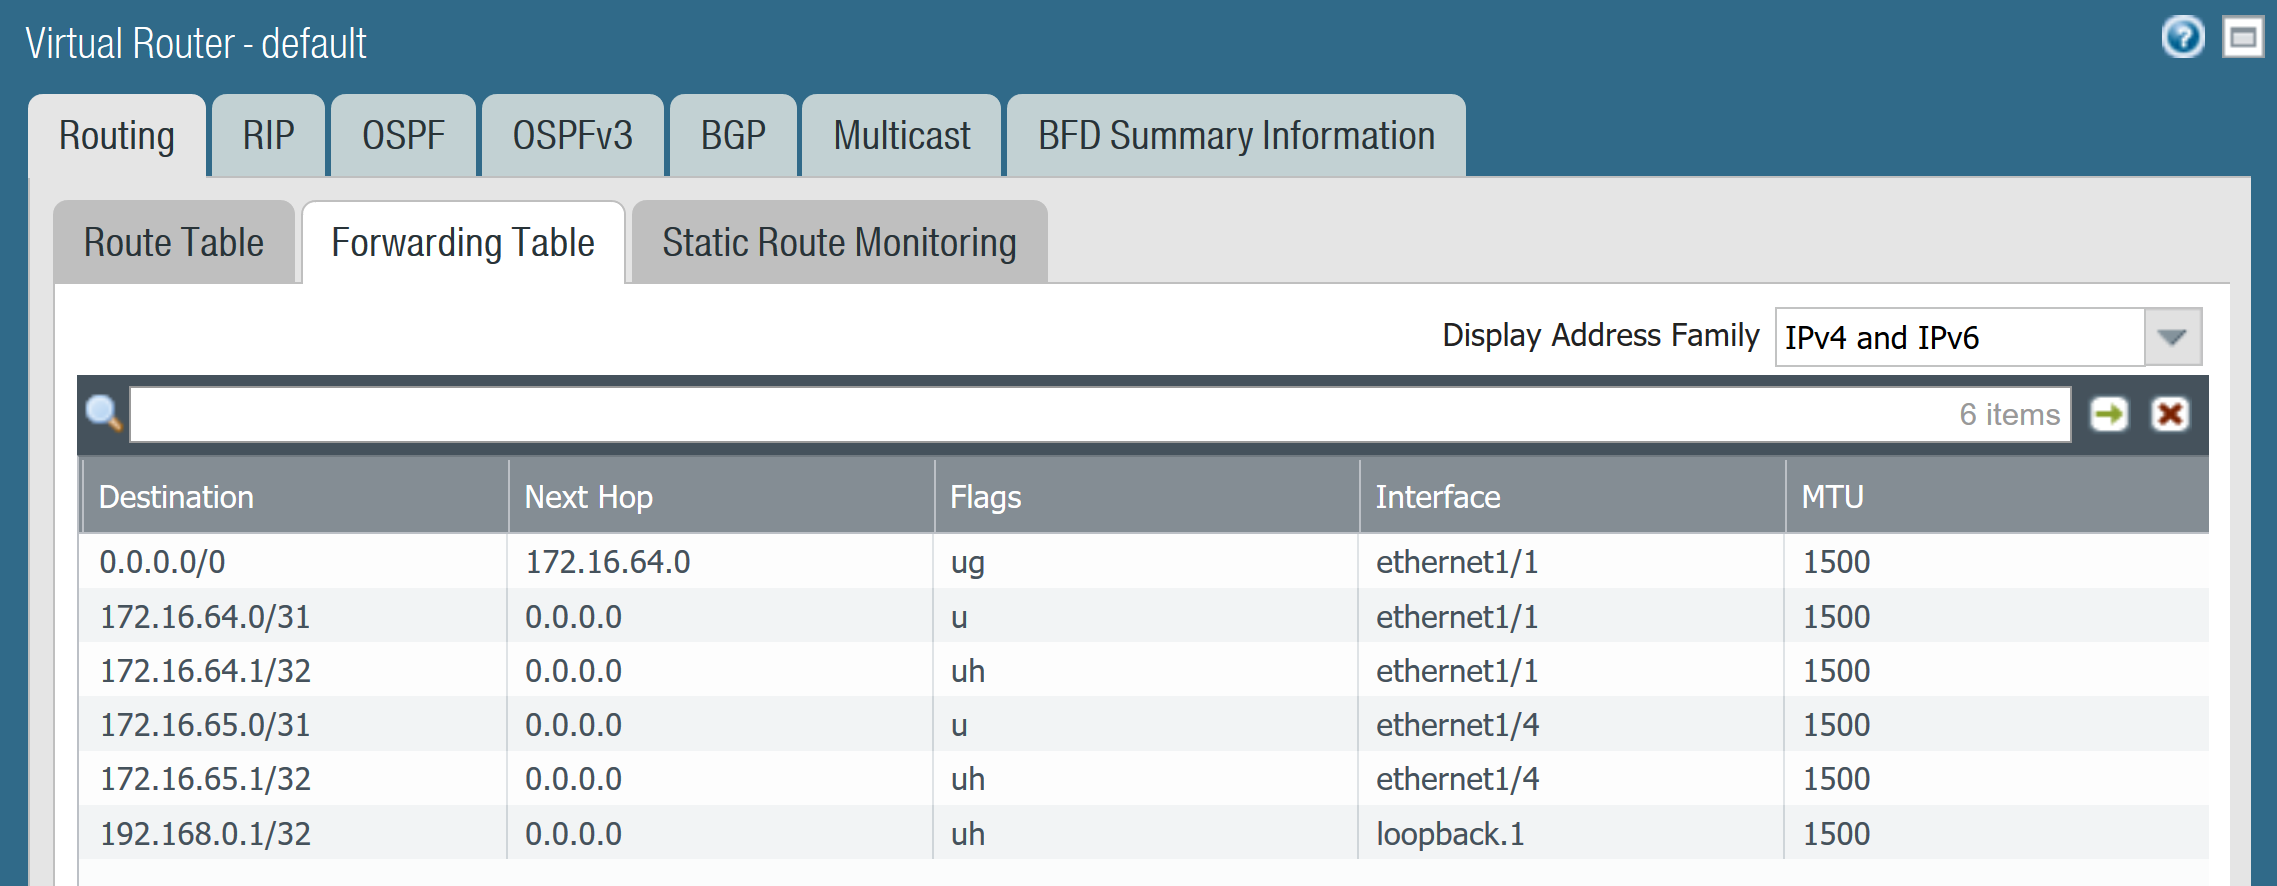 Virtual Router - default
Routing RIP OSPF OSPFv3 BGP Multicast BFD Summary Information
Route Table Forwarding Table Static Route Monitoring
Display Address Family IPv4 and IPv6
6 items
Destination Next Hop Flags Interface MTU
0.0.0.0/0 172.16.64.0 ug ethernet1/1 1500
172.16.64.0/31 0.0.0.0 u ethernet1/1 1500
172.16.64.1/32 0.0.0.0 uh ethernet1/1 1500
172.16.65.0/31 0.0.0.0 u ethernet1/4 1500
172.16.65.1/32 0.0.0.0 uh ethernet1/4 1500
192.168.0.1/32 0.0.0.0 uh loopback.1 1500